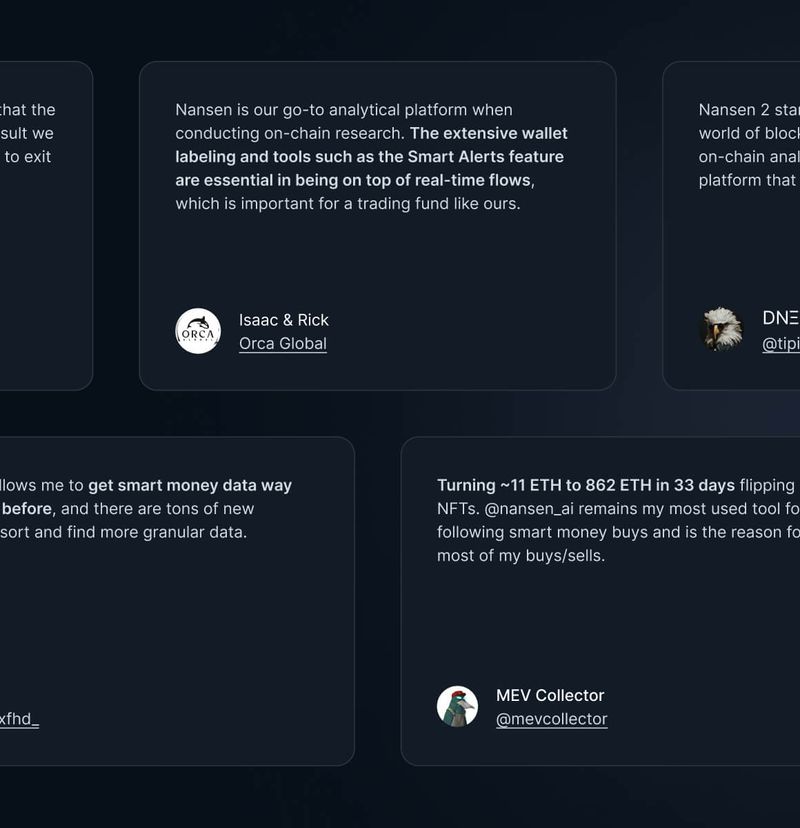 that the
sult we
to exit
Nansen is our go-to analytical platform when
conducting on-chain research. The extensive wallet
labeling and tools such as the Smart Alerts feature
are essential in being on top of real-time flows,
which is important for a trading fund like ours.
ORCA
Isaac & Rick
Orca Global
Nansen 2 sta
world of bloc
on-chain anal
platform that
DNΞ
@tipi
llows me to get smart money data way
before, and there are tons of new
sort and find more granular data.
xfhd_
Turning ~11 ETH to 862 ETH in 33 days flipping
NFTs. @nansen_ai remains my most used tool fo
following smart money buys and is the reason fo
most of my buys/sells.
MEV Collector
@mevcollector